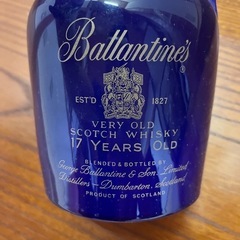 Ballantine's
®
ESTD 1827
VERY OLD
SCOTCH WHISKY
17 YEARS OLD
BLENDED & BOTTLED BY
George Ballantine & Son, Limited
Distillers - Dumbarton, Scotland
PRODUCT OF SCOTLAND